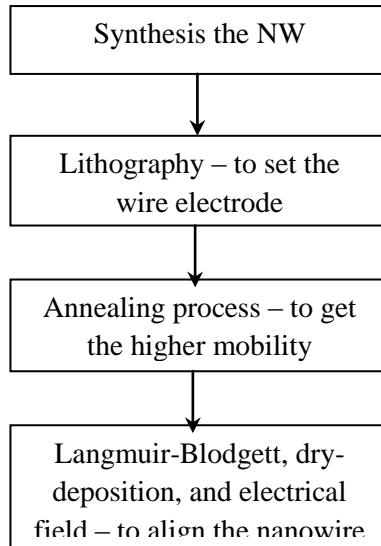 Synthesis the NW
Lithography – to set the
wire electrode
Annealing process – to get
the higher mobility
Langmuir-Blodgett, dry-
deposition, and electrical
field – to align the nanowire